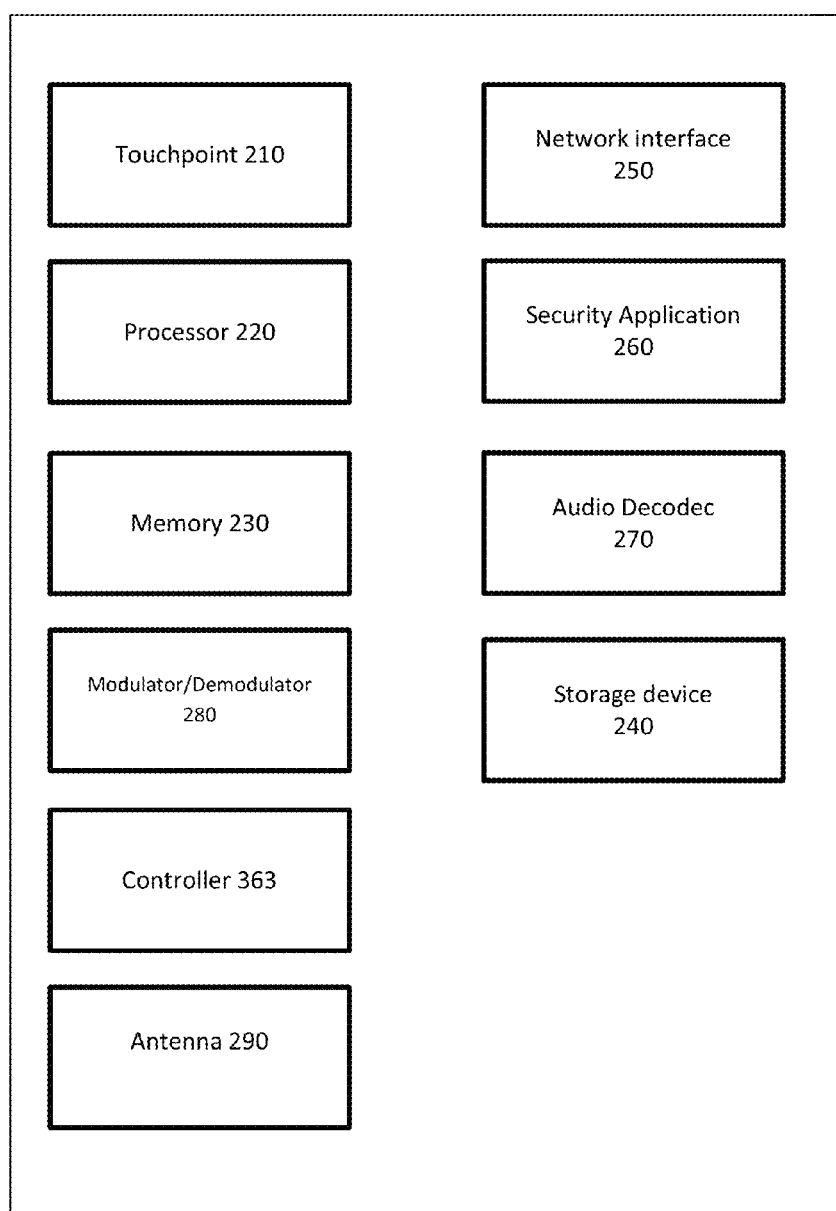 Touchpoint 210
Processor 220
Memory 230
Modulator/Demodulator
280
Controller 363
Antenna 290
Network interface
250
Security Application
260
Audio Decodec
270
Storage device
240